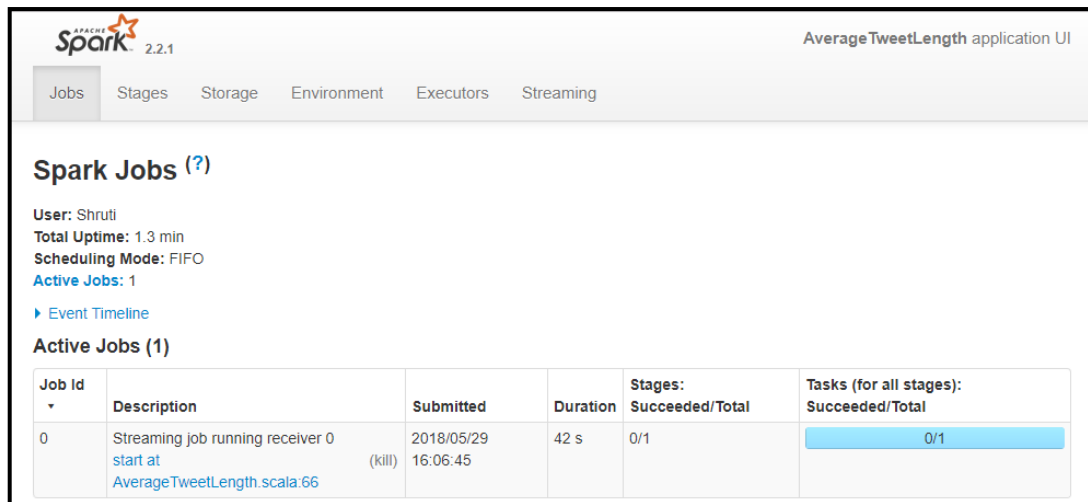 APACHE
Spark 2.2.1
AverageTweetLength application UI
Jobs Stages Storage Environment Executors Streaming
Spark Jobs (?)
User: Shruti
Total Uptime: 1.3 min
Scheduling Mode: FIFO
Active Jobs: 1
Event Timeline
Active Jobs (1)
Job Id Description Submitted Duration Stages: Succeeded/Total Tasks (for all stages): Succeeded/Total
0 Streaming job running receiver 0 2018/05/29 42 s 0/1 0/1
start at (kill) 16:06:45
AverageTweetLength.scala:66